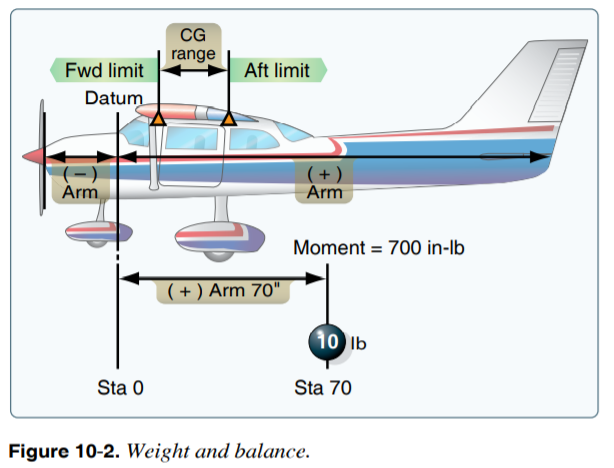 CG
range
Fwd limit
Aft limit
Datum
( − )
Arm
( + )
Arm
Moment = 700 in-lb
( + ) Arm 70"
10 lb
Sta 0
Sta 70
Figure 10-2. Weight and balance.